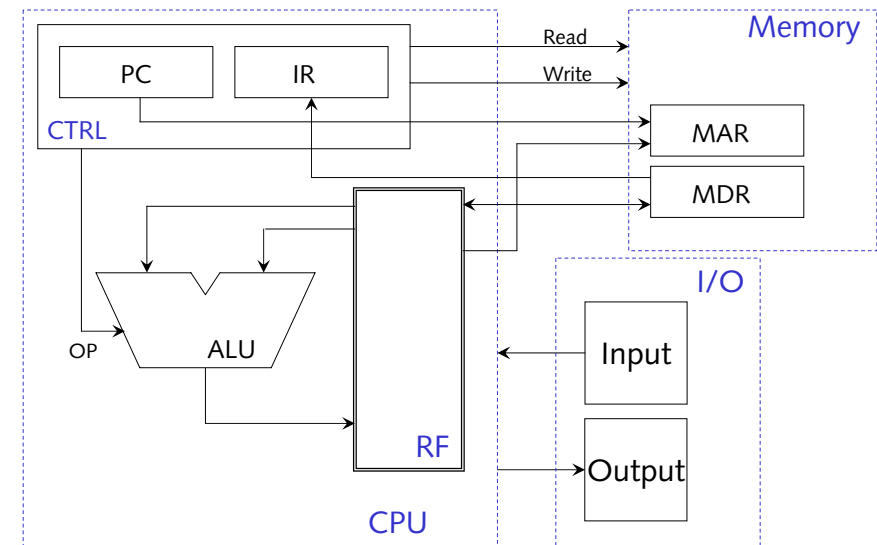 Memory
Read
PC
IR
Write
CTRL
MAR
MDR
I/O
OP
ALU
Input
RF
Output
CPU